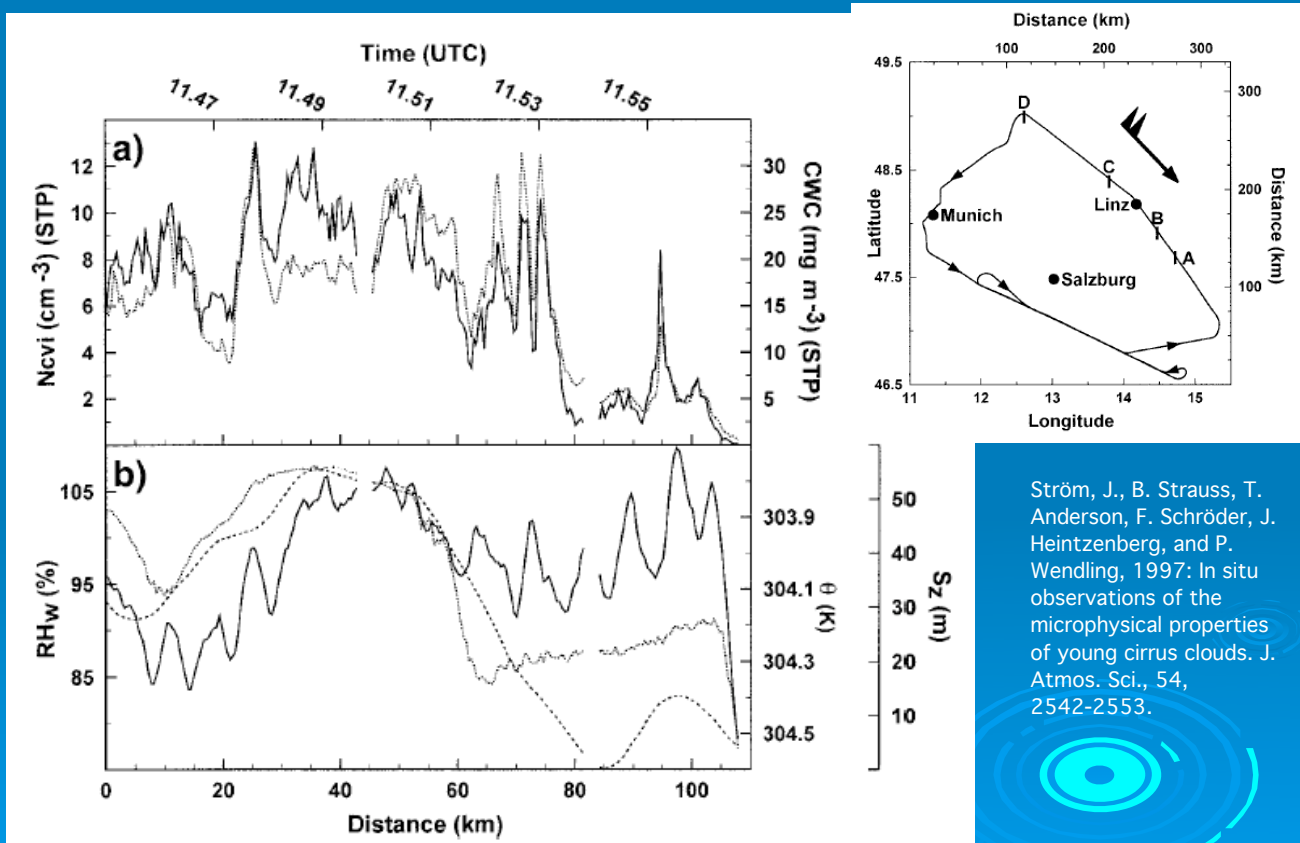 Time (UTC)
11.47 11.49 11.51 11.53 11.55
a)
Ncvi (cm -3) (STP)
12
10
8
6
4
2
30
25
20
15
10
5
CWC (mg m-3) (STP)
b)
RHw (%)
105
95
85
303.9
304.1
304.3
304.5
θ (K)
50
40
30
20
10
Sz (m)
0 20 40 60 80 100
Distance (km)
Distance (km)
100 200 300
49.5
48.5
47.5
46.5
Latitude
D
C
Linz
B
A
Munich
Salzburg
300
200
100
Distance (km)
11 12 13 14 15
Longitude
Ström, J., B. Strauss, T.
Anderson, F. Schröder, J.
Heintzenberg, and P.
Wendling, 1997: In situ
observations of the
microphysical properties
of young cirrus clouds. J.
Atmos. Sci., 54,
2542-2553.